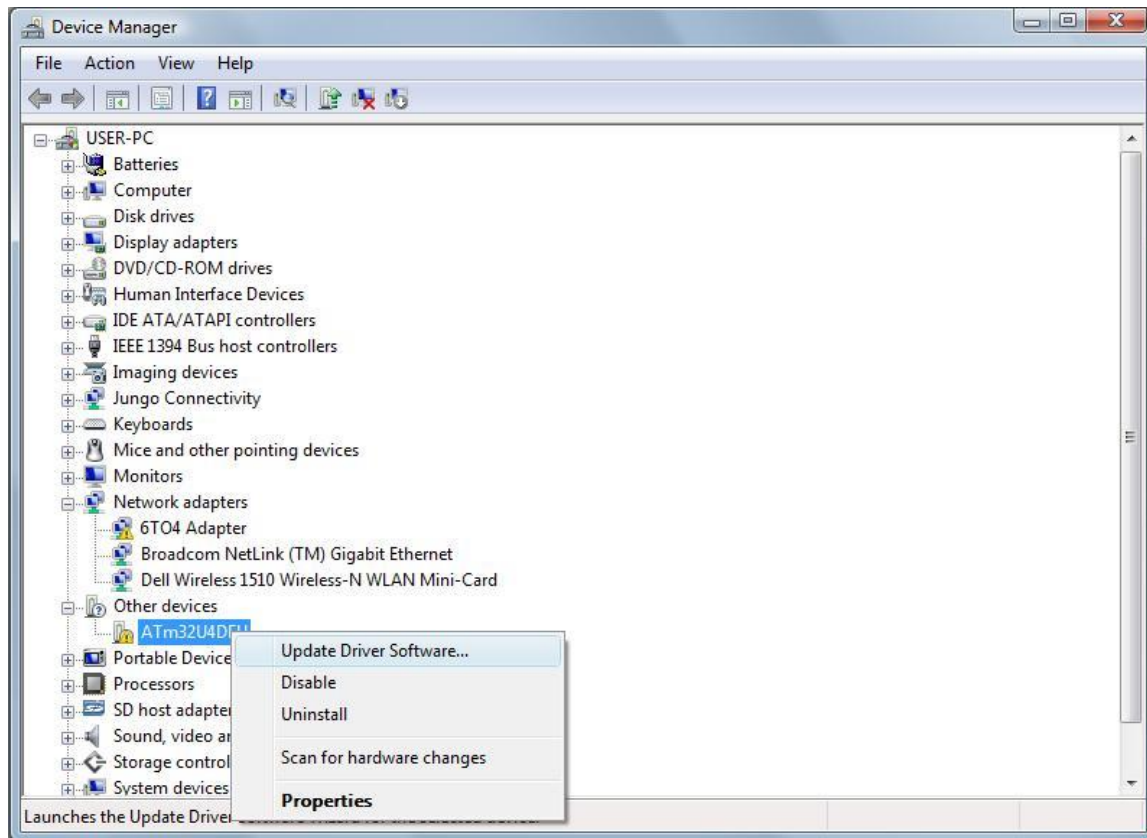 Device Manager
File Action View Help
USER-PC
Batteries
Computer
Disk drives
Display adapters
DVD/CD-ROM drives
Human Interface Devices
IDE ATA/ATAPI controllers
IEEE 1394 Bus host controllers
Imaging devices
Jungo Connectivity
Keyboards
Mice and other pointing devices
Monitors
Network adapters
6TO4 Adapter
Broadcom NetLink (TM) Gigabit Ethernet
Dell Wireless 1510 Wireless-N WLAN Mini-Card
Other devices
ATm32U4DFU
Portable Device
Processors
SD host adapter
Sound, video ar
Storage control
System devices
Update Driver Software...
Disable
Uninstall
Scan for hardware changes
Properties
Launches the Update Driver